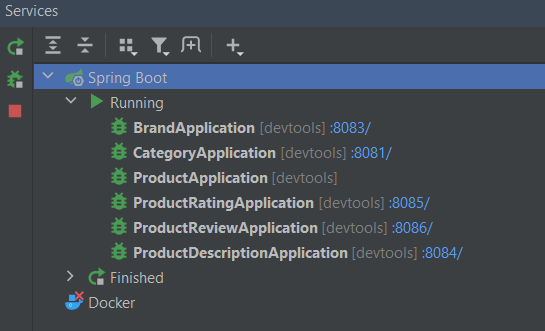 Services
Spring Boot
Running
BrandApplication [devtools] :8083/
CategoryApplication [devtools] :8081/
ProductApplication [devtools]
ProductRatingApplication [devtools] :8085/
ProductReviewApplication [devtools] :8086/
ProductDescriptionApplication [devtools] :8084/
Finished
Docker